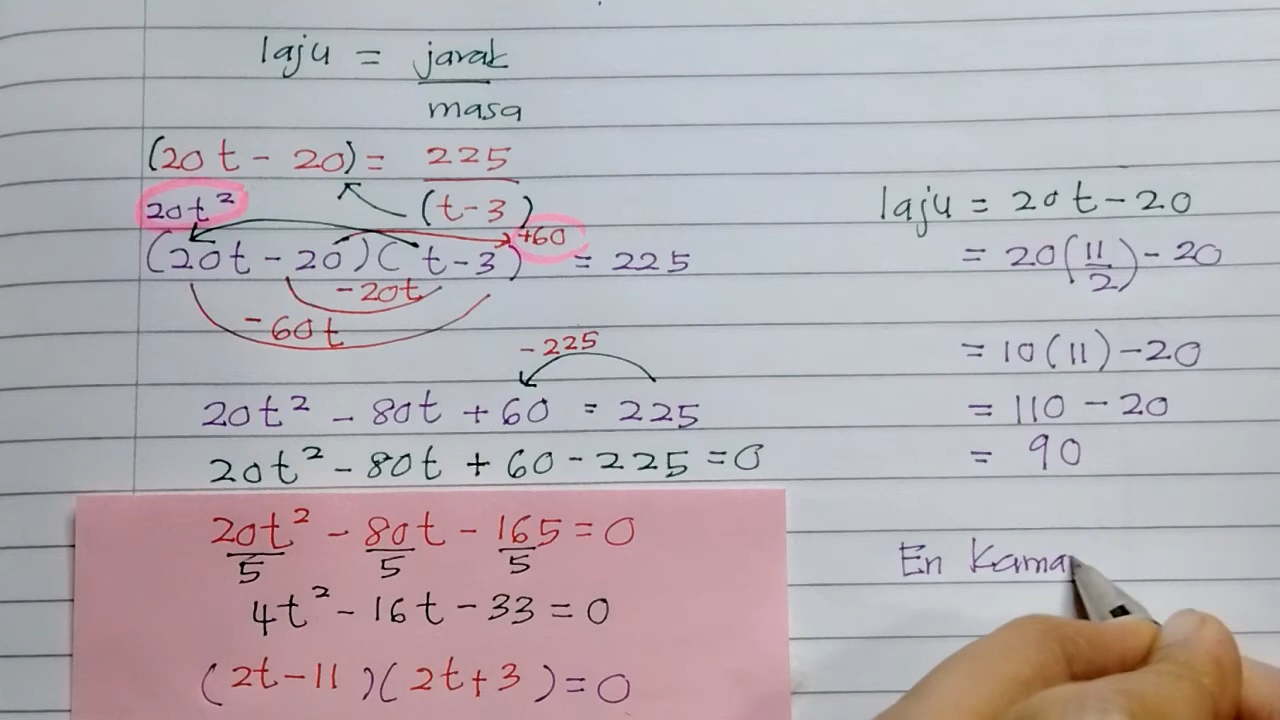 laju = jarak
masa
(20t - 20) = 225
(t-3)
20t²
+60
(20t - 20)(t-3) = 225
-20t
-60t
-225
20t² - 80t + 60 = 225
20t² - 80t + 60 - 225 = 0
20t² - 80t - 165 = 0
5 5 5
4t² - 16t - 33 = 0
(2t-11)(2t+3) = 0
laju = 20t - 20
= 20(11/2) - 20
= 10(11) - 20
= 110 - 20
= 90
En Kama